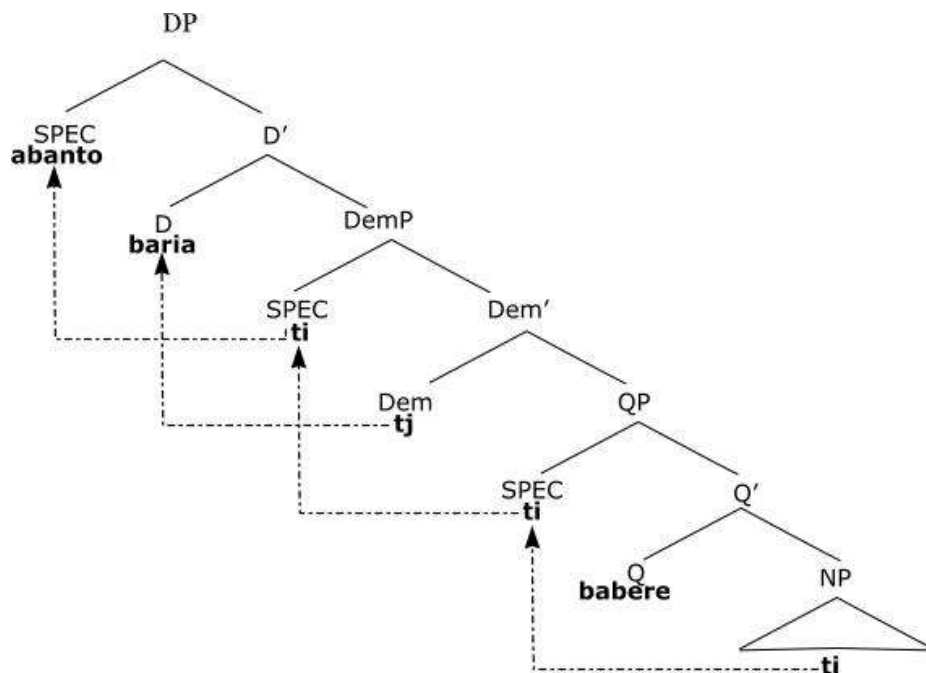 DP
SPEC D′
abanto
D DemP
baria
SPEC Dem′
ti
Dem QP
tj
SPEC Q′
ti
Q NP
babere
ti